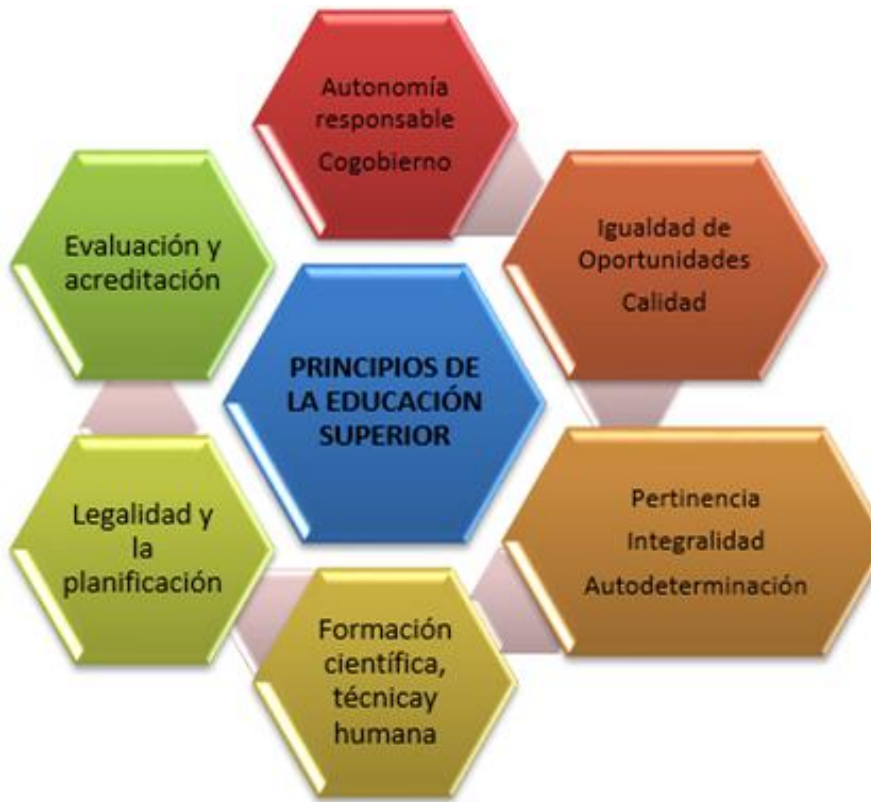 Autonomía
responsable
Cogobierno
Igualdad de
Oportunidades
Calidad
Evaluación y
acreditación
PRINCIPIOS DE
LA EDUCACIÓN
SUPERIOR
Pertinencia
Integralidad
Autodeterminación
Legalidad y
la
planificación
Formación
científica,
técnicay
humana